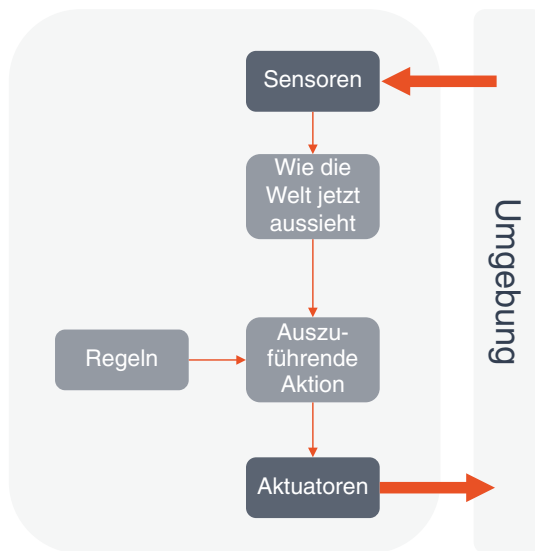 Sensoren
Wie die
Welt jetzt
aussieht
Umgebung
Regeln
Auszu-
führende
Aktion
Aktuatoren